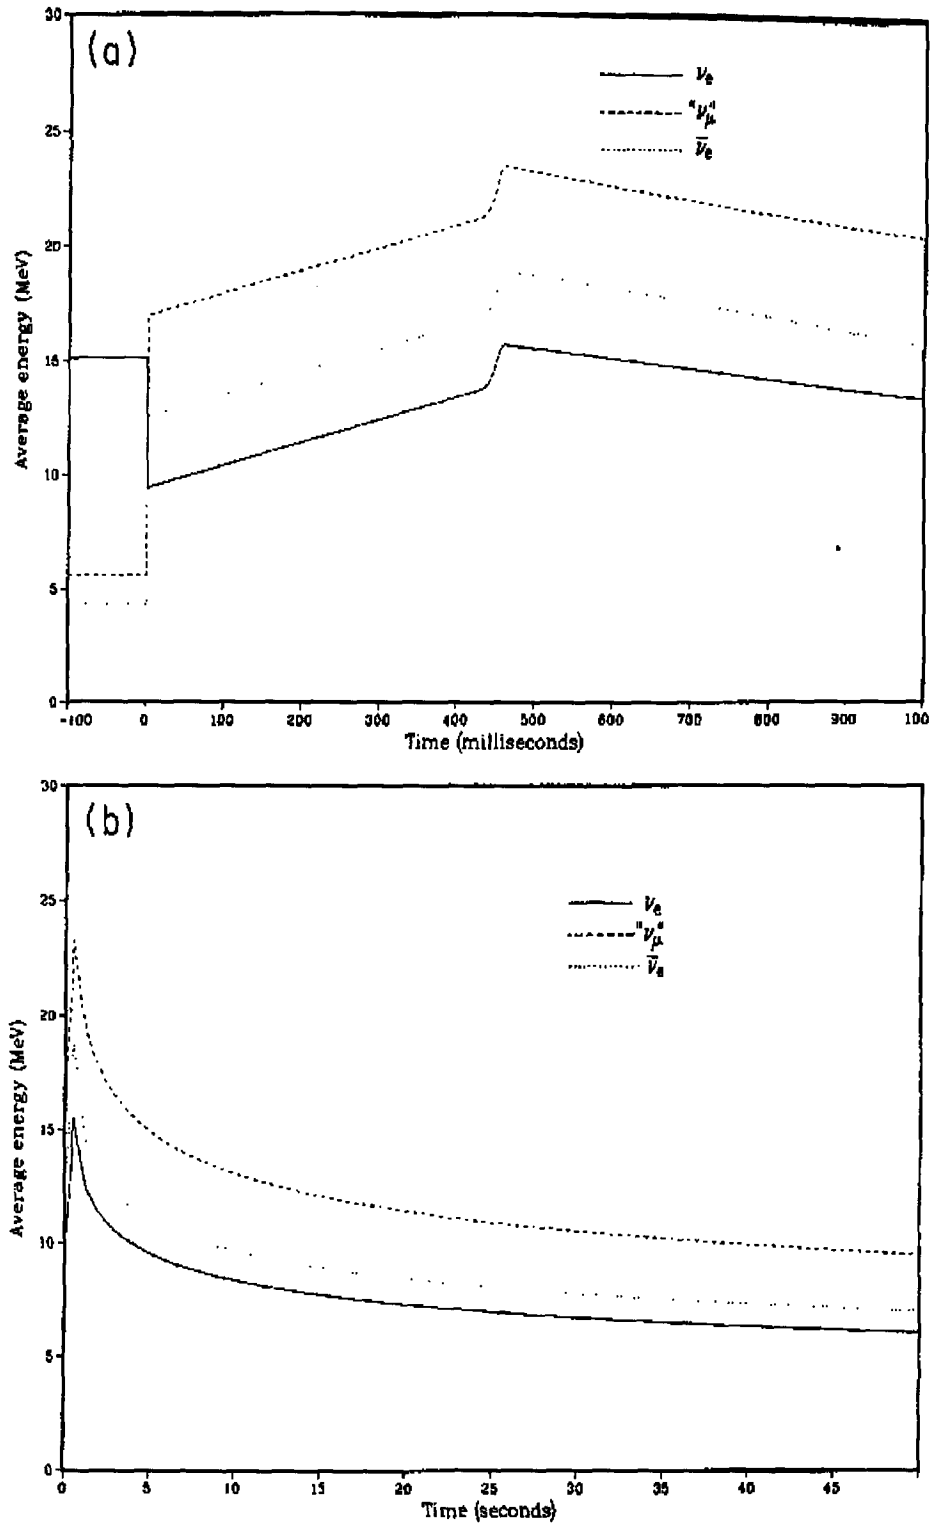 (a)
30
25
20
15
10
5
0
Average energy (MeV)
νe
"νμ"
ν̄e
-100 0 100 200 300 400 500 600 700 800 900 100
Time (milliseconds)
(b)
30
25
20
15
10
5
0
Average energy (MeV)
νe
"νμ"
ν̄e
0 5 10 15 20 25 30 35 40 45
Time (seconds)